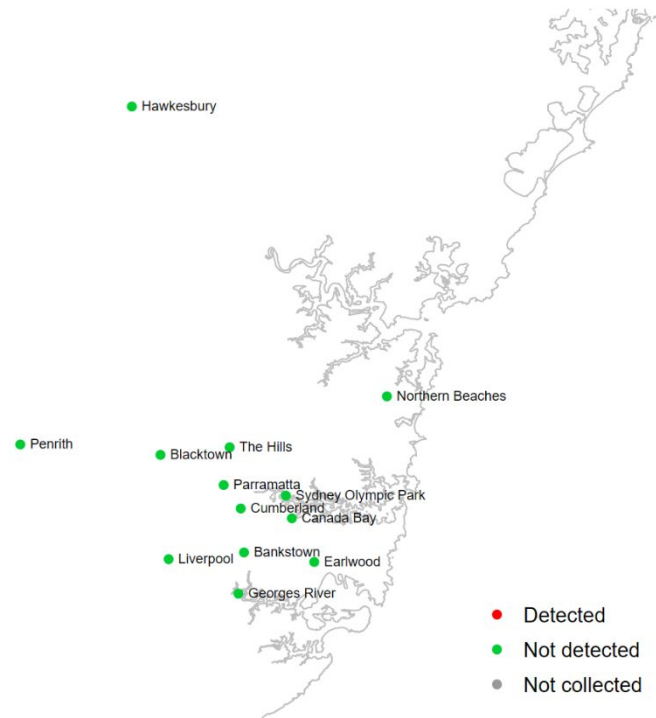 Hawkesbury
Northern Beaches
Penrith
The Hills
Blacktown
Parramatta
Sydney Olympic Park
Cumberland
Canada Bay
Bankstown
Liverpool
Earlwood
Georges River
Detected
Not detected
Not collected